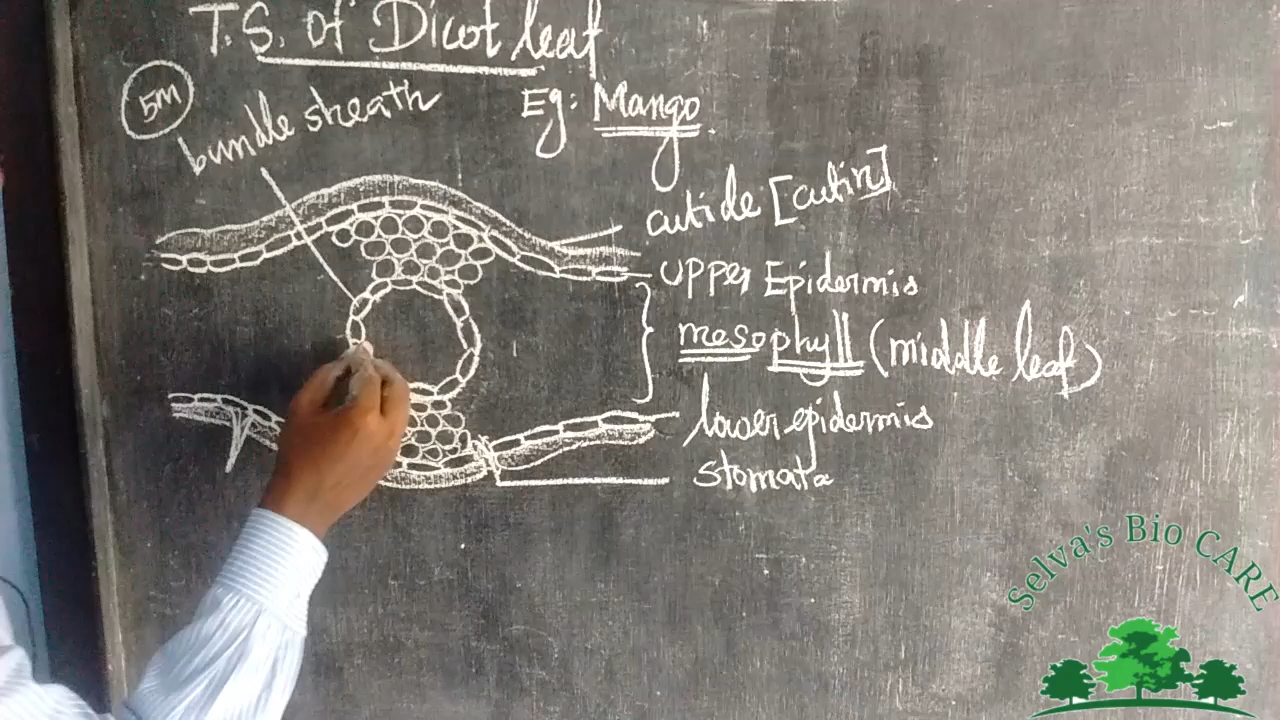 T.S. of Dicot leaf
5M
bundle sheath
Eg: Mango
cuticle [cutin]
upper Epidermis
mesophyll (middle leaf)
lower epidermis
stomata
Selva's Bio CARE